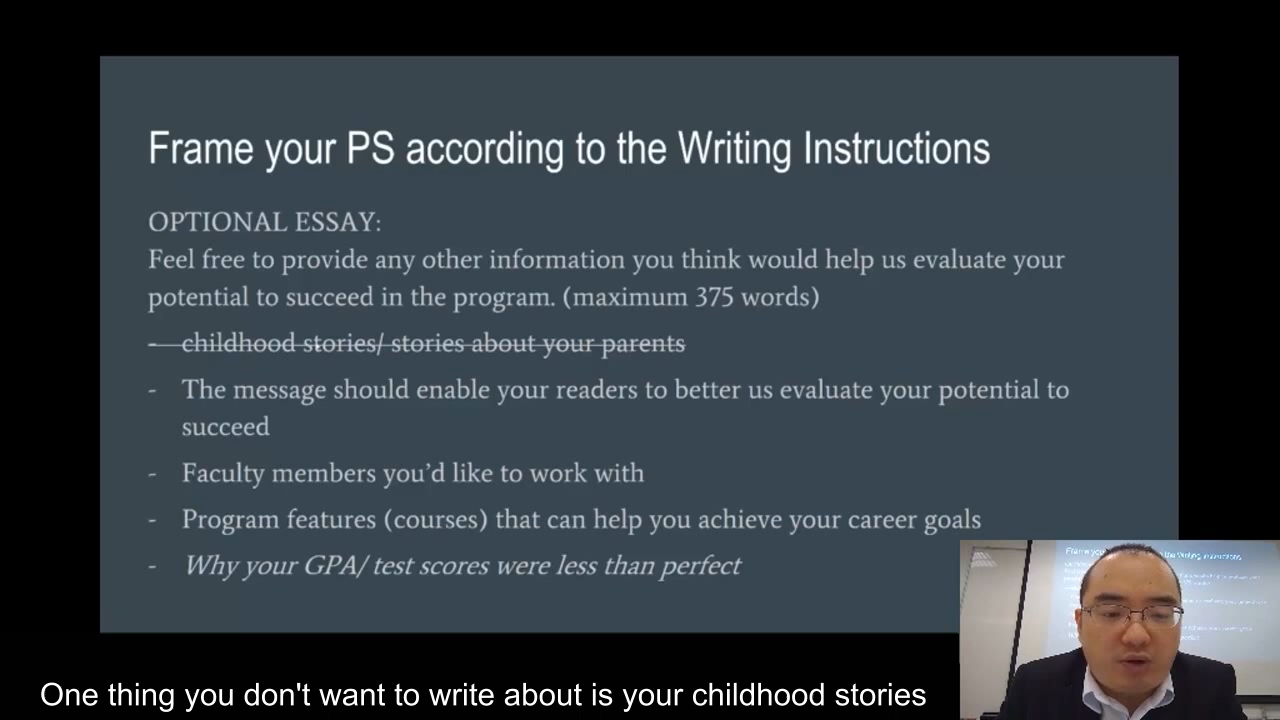 Frame your PS according to the Writing Instructions
OPTIONAL ESSAY:
Feel free to provide any other information you think would help us evaluate your
potential to succeed in the program. (maximum 375 words)
- childhood stories/ stories about your parents
- The message should enable your readers to better us evaluate your potential to
succeed
- Faculty members you’d like to work with
- Program features (courses) that can help you achieve your career goals
- Why your GPA/ test scores were less than perfect
One thing you don't want to write about is your childhood stories